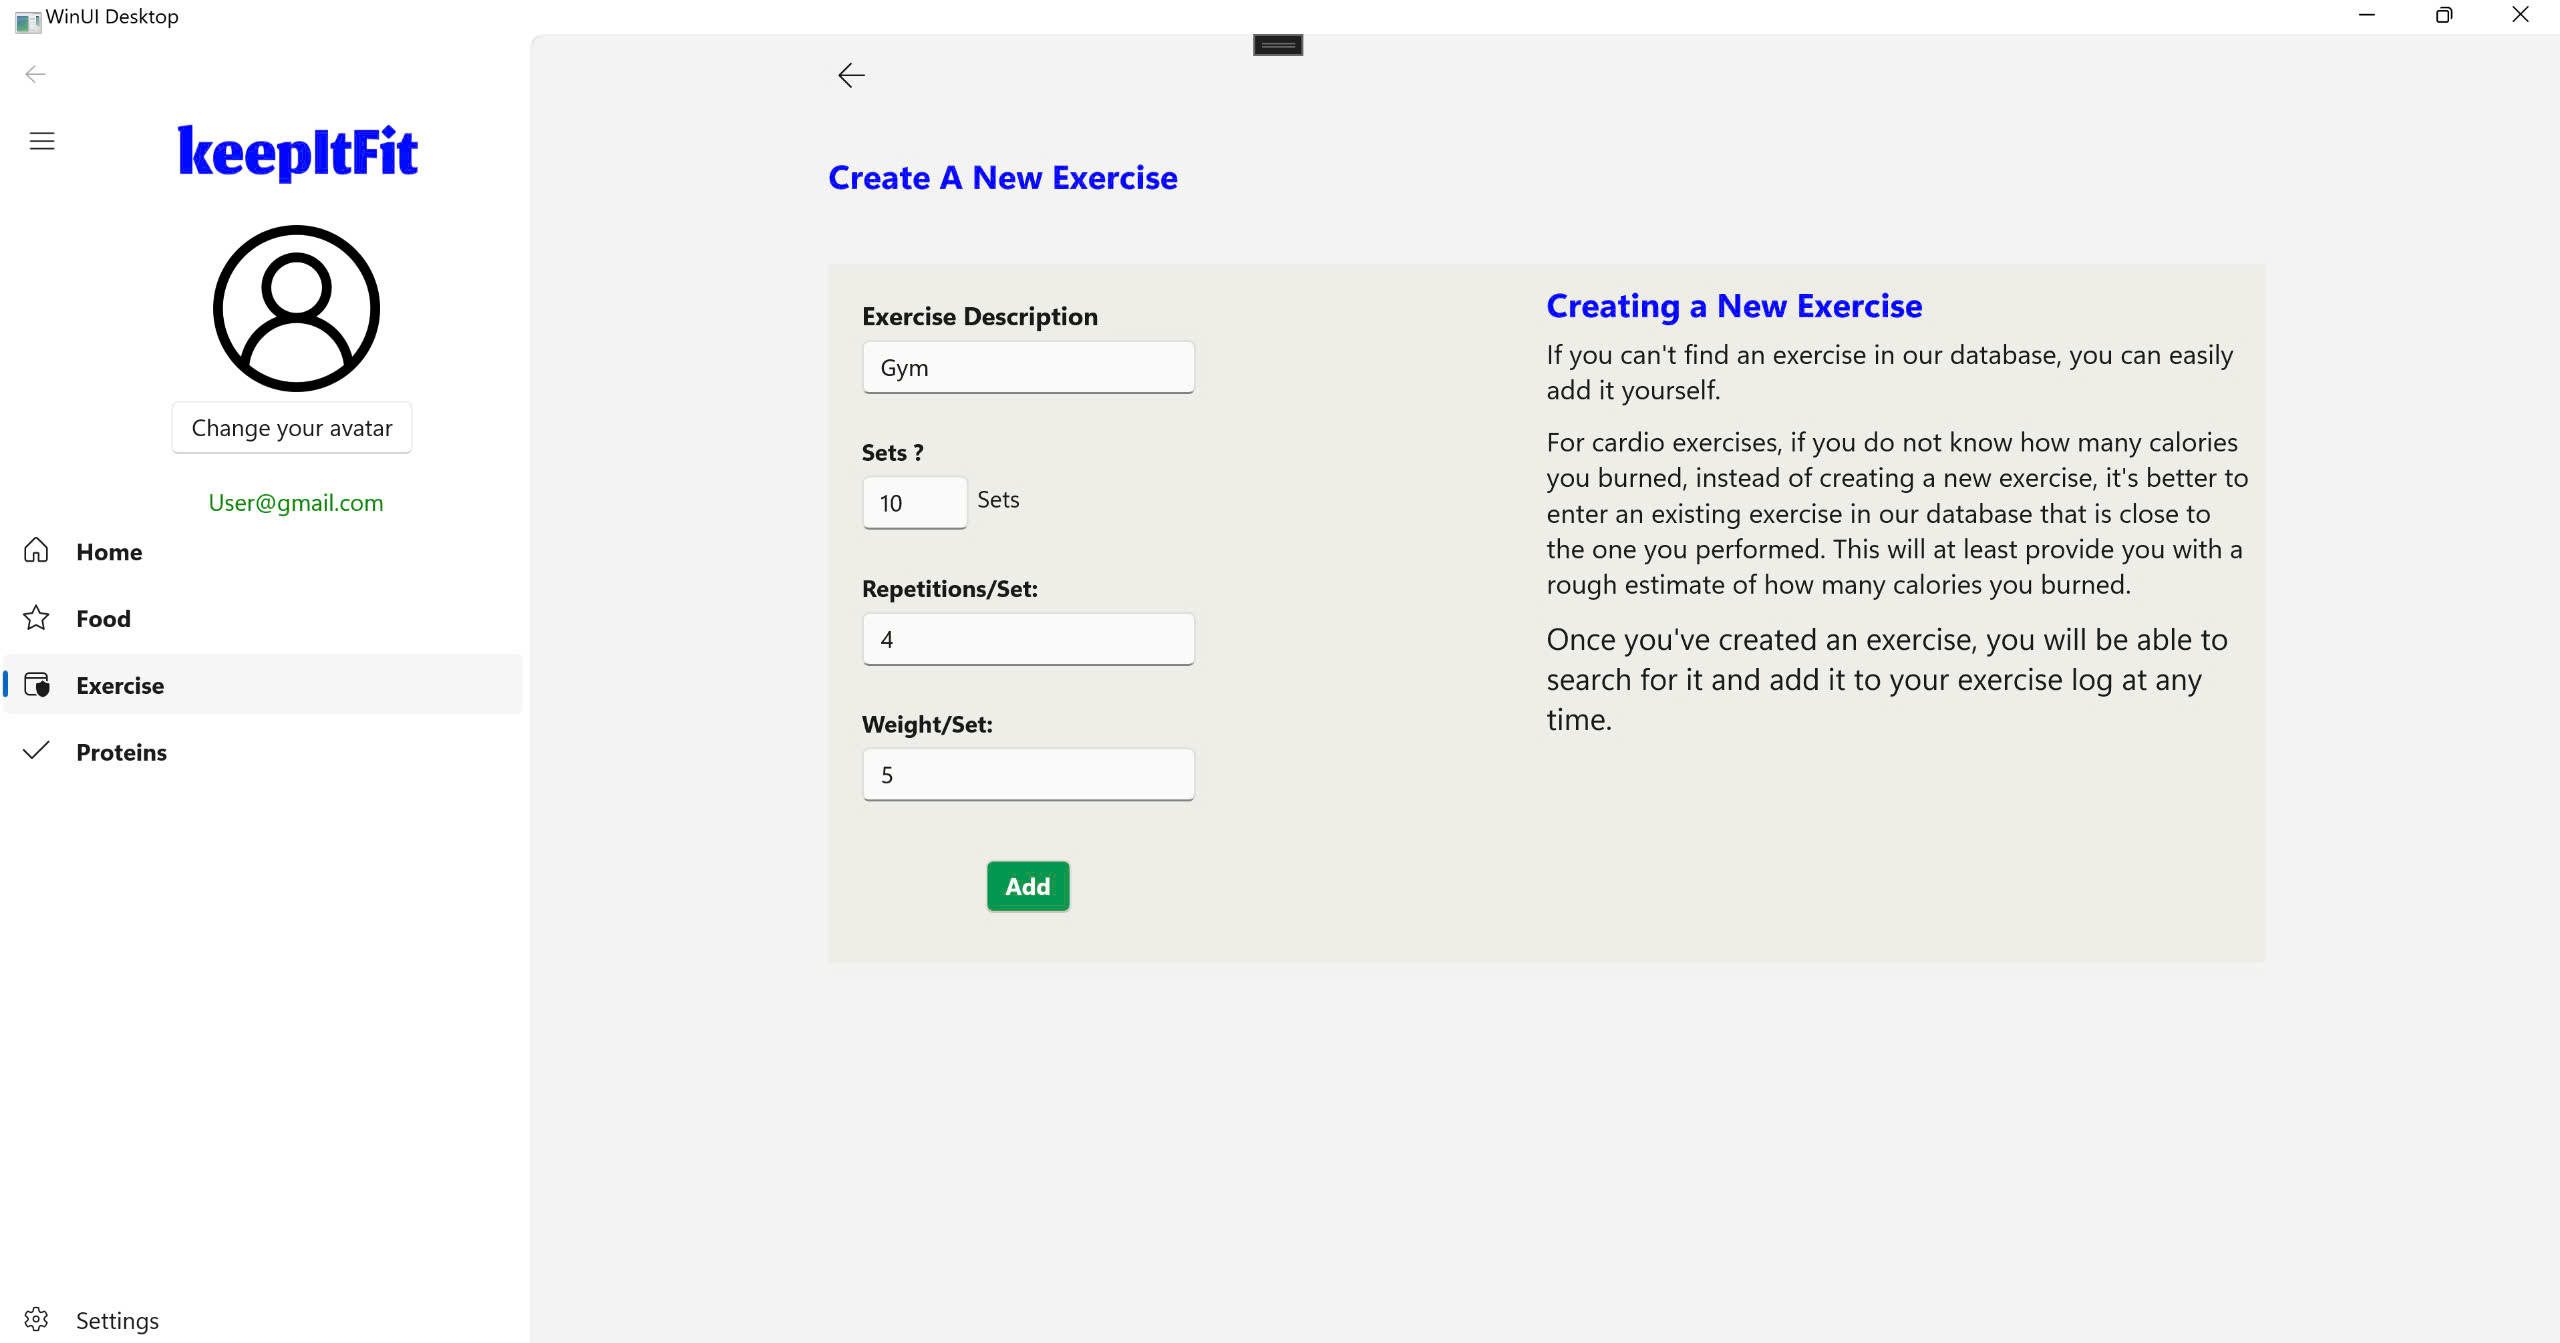 WinUI Desktop
keepItFit
Change your avatar
User@gmail.com
Home
Food
Exercise
Proteins
Settings
Create A New Exercise
Exercise Description
Gym
Sets ?
10 Sets
Repetitions/Set:
4
Weight/Set:
5
Add
Creating a New Exercise
If you can't find an exercise in our database, you can easily
add it yourself.
For cardio exercises, if you do not know how many calories
you burned, instead of creating a new exercise, it's better to
enter an existing exercise in our database that is close to
the one you performed. This will at least provide you with a
rough estimate of how many calories you burned.
Once you've created an exercise, you will be able to
search for it and add it to your exercise log at any
time.